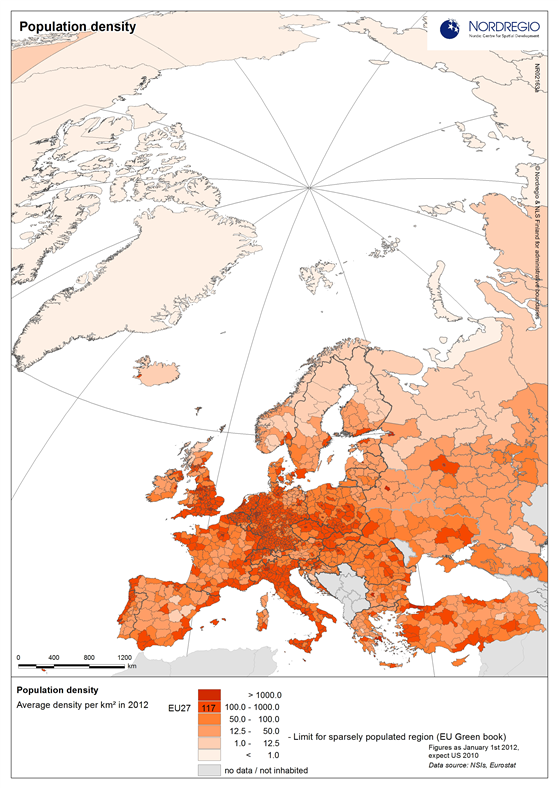 Population density
NORDREGIO
Nordic Centre for Spatial Development
NR02163a
© Nordregio & NLS Finland for administrative boundaries
0 400 800 1200
km
Population density
Average density per km² in 2012
EU27
117
> 1000.0
100.0 - 1000.0
50.0 - 100.0
12.5 - 50.0
1.0 - 12.5
< 1.0
no data / not inhabited
- Limit for sparsely populated region (EU Green book)
Figures as January 1st 2012,
expect US 2010
Data source: NSIs, Eurostat